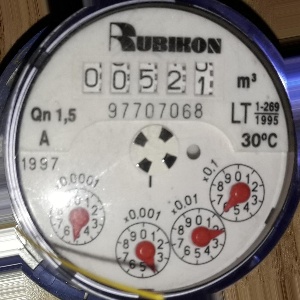 RUBIKON
00521 m³
97707068
Qn 1,5
A
LT 1-269
1995
30ºC
1997
x0,0001
x0,001
x0,01
x0,1